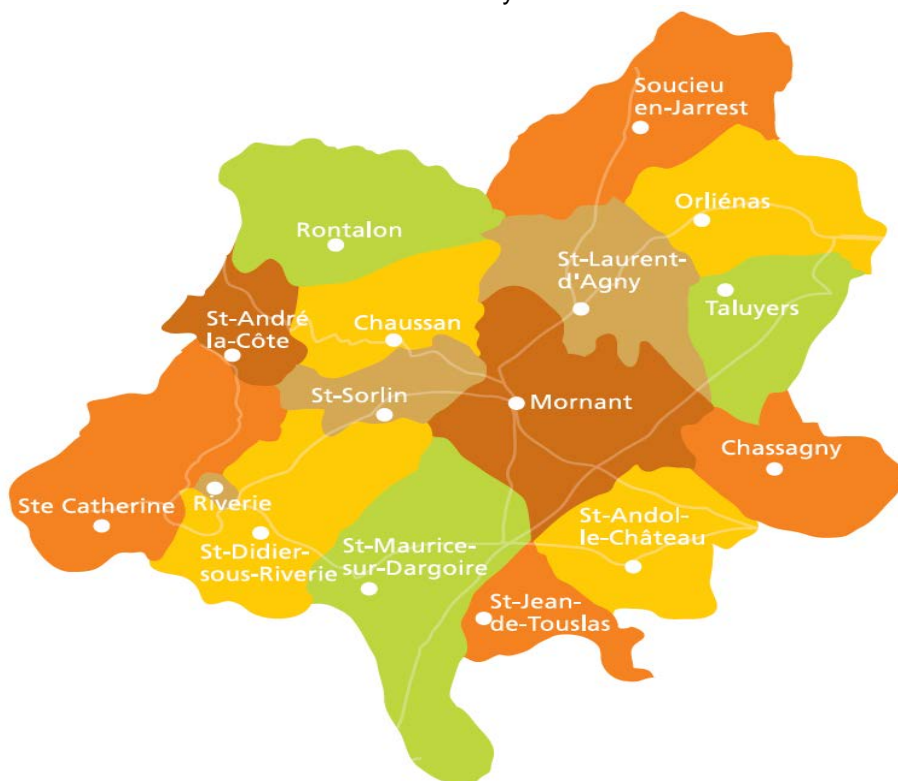 Soucieu
en-Jarrest
Orliénas
Rontalon
St-Laurent-
d'Agny
Taluyers
St-André
la-Côte
Chaussan
St-Sorlin
Mornant
Chassagny
Ste Catherine
Riverie
St-Didier-
sous-Riverie
St-Maurice-
sur-Dargoire
St-Andol-
le-Château
St-Jean-
de-Touslas